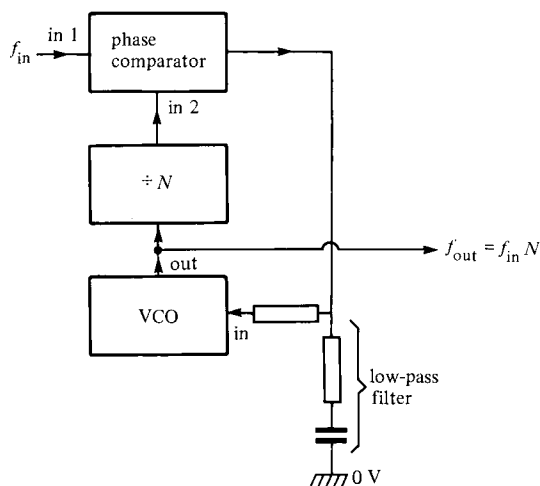 in 1
f_in
phase
comparator
in 2
÷ N
f_out = f_in N
out
VCO
in
low-pass
filter
0 V